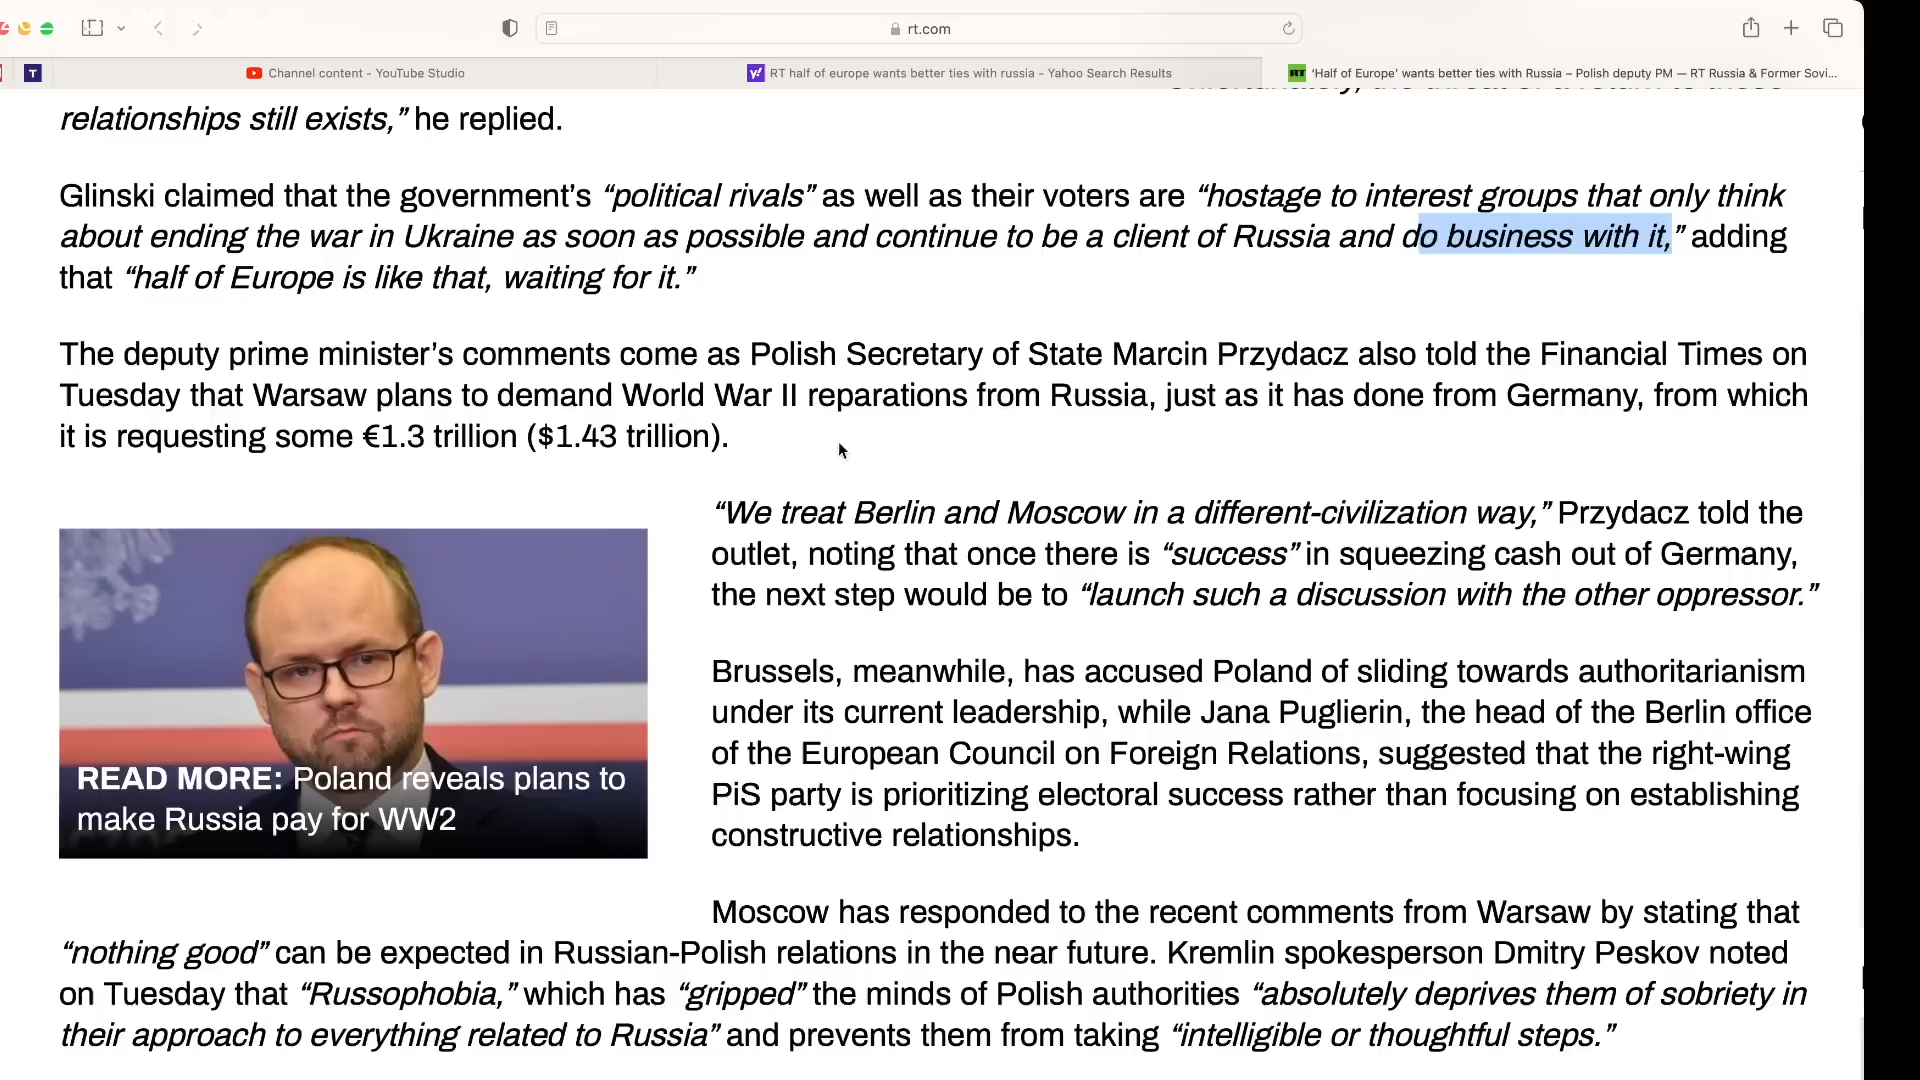 rt.com
T
Channel content - YouTube Studio
RT half of europe wants better ties with russia - Yahoo Search Results
RT
‘Half of Europe’ wants better ties with Russia – Polish deputy PM — RT Russia & Former Sovi...
relationships still exists,” he replied.
Glinski claimed that the government’s “political rivals” as well as their voters are “hostage to interest groups that only think
about ending the war in Ukraine as soon as possible and continue to be a client of Russia and do business with it,” adding
that “half of Europe is like that, waiting for it.”
The deputy prime minister’s comments come as Polish Secretary of State Marcin Przydacz also told the Financial Times on
Tuesday that Warsaw plans to demand World War II reparations from Russia, just as it has done from Germany, from which
it is requesting some €1.3 trillion ($1.43 trillion).
“We treat Berlin and Moscow in a different-civilization way,” Przydacz told the
outlet, noting that once there is “success” in squeezing cash out of Germany,
the next step would be to “launch such a discussion with the other oppressor.”
READ MORE: Poland reveals plans to
make Russia pay for WW2
Brussels, meanwhile, has accused Poland of sliding towards authoritarianism
under its current leadership, while Jana Puglierin, the head of the Berlin office
of the European Council on Foreign Relations, suggested that the right-wing
PiS party is prioritizing electoral success rather than focusing on establishing
constructive relationships.
Moscow has responded to the recent comments from Warsaw by stating that
“nothing good” can be expected in Russian-Polish relations in the near future. Kremlin spokesperson Dmitry Peskov noted
on Tuesday that “Russophobia,” which has “gripped” the minds of Polish authorities “absolutely deprives them of sobriety in
their approach to everything related to Russia” and prevents them from taking “intelligible or thoughtful steps.”